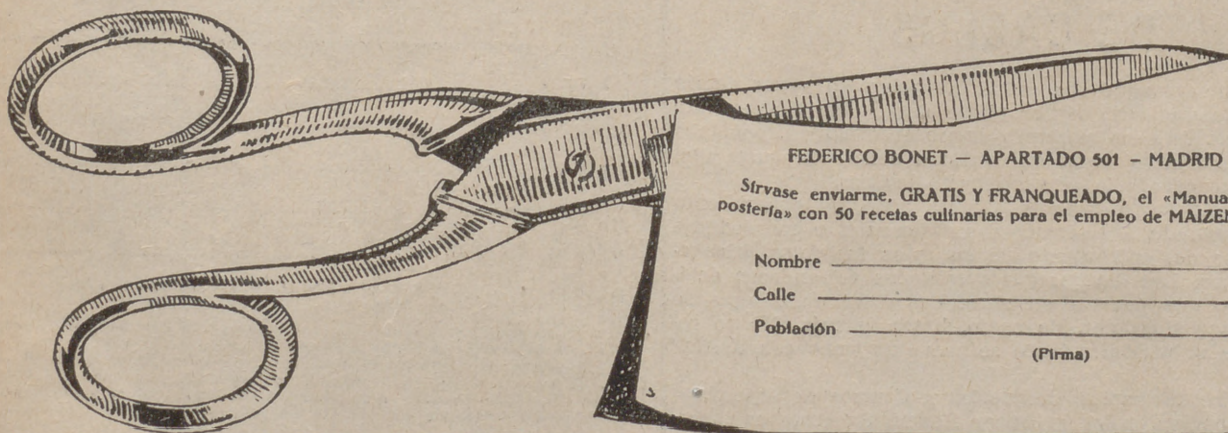 FEDERICO BONET — APARTADO 501 – MADRID
Sírvase enviarme, GRATIS Y FRANQUEADO, el «Manua
postería» con 50 recetas culinarias para el empleo de MAIZE
Nombre
Calle
Población
(Firma)